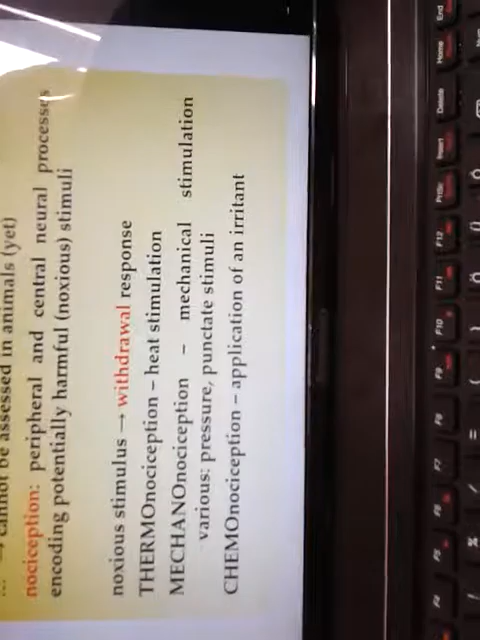 ... → cannot be assessed in animals (yet)
nociception: peripheral and central neural processes
encoding potentially harmful (noxious) stimuli
noxious stimulus → withdrawal response
THERMOnociception – heat stimulation
MECHANOnociception – mechanical stimulation
various: pressure, punctate stimuli
CHEMOnociception – application of an irritant
End
Home
Delete
Insert
PrtSc
F12
F11
F10
F9
F8
F7
F6
F5
F4
Ó
Ü
Ö
)
(
=
/
%
!